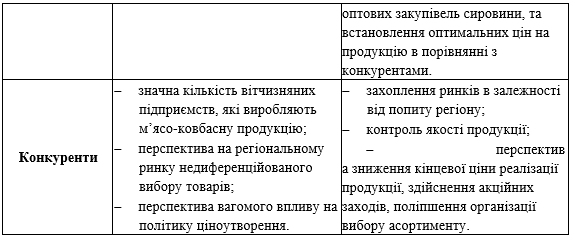 оптових закупівель сировини, та
встановлення оптимальних цін на
продукцію в порівнянні з
конкурентами.
Конкуренти
– значна кількість вітчизняних
підприємств, які виробляють
м’ясо-ковбасну продукцію;
– перспектива на регіональному
ринку недиференційованого
вибору товарів;
– перспектива вагомого впливу на
політику ціноутворення.
– захоплення ринків в залежності
від попиту регіону;
– контроль якості продукції;
– перспектив
а зниження кінцевої ціни реалізації
продукції, здійснення акційних
заходів, поліпшення організації
вибору асортименту.